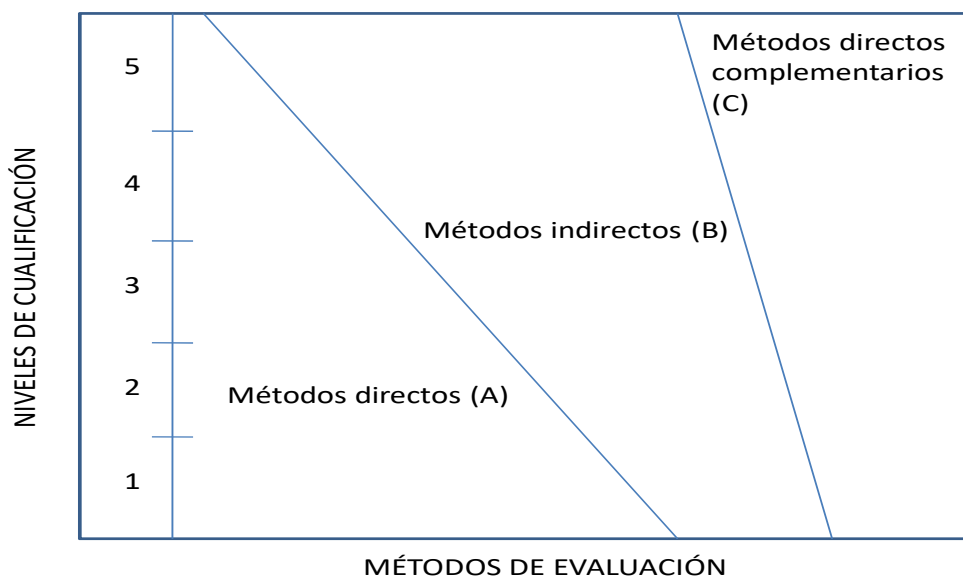 NIVELES DE CUALIFICACIÓN
5
4
3
2
1
Métodos directos
complementarios
(C)
Métodos indirectos (B)
Métodos directos (A)
MÉTODOS DE EVALUACIÓN